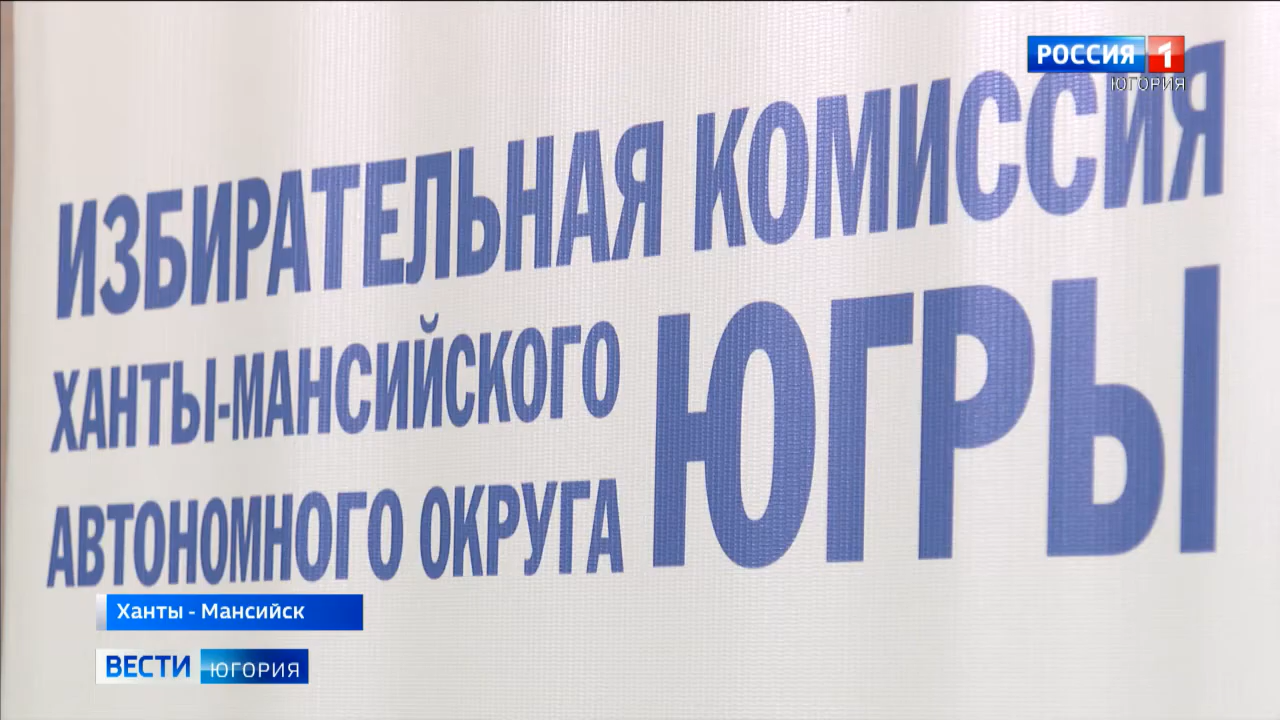 РОССИЯ 1
ЮГОРИЯ
ИЗБИРАТЕЛЬНАЯ КОМИССИЯ
ХАНТЫ-МАНСИЙСКОГО
АВТОНОМНОГО ОКРУГА
ЮГРЫ
Ханты - Мансийск
ВЕСТИ ЮГОРИЯ